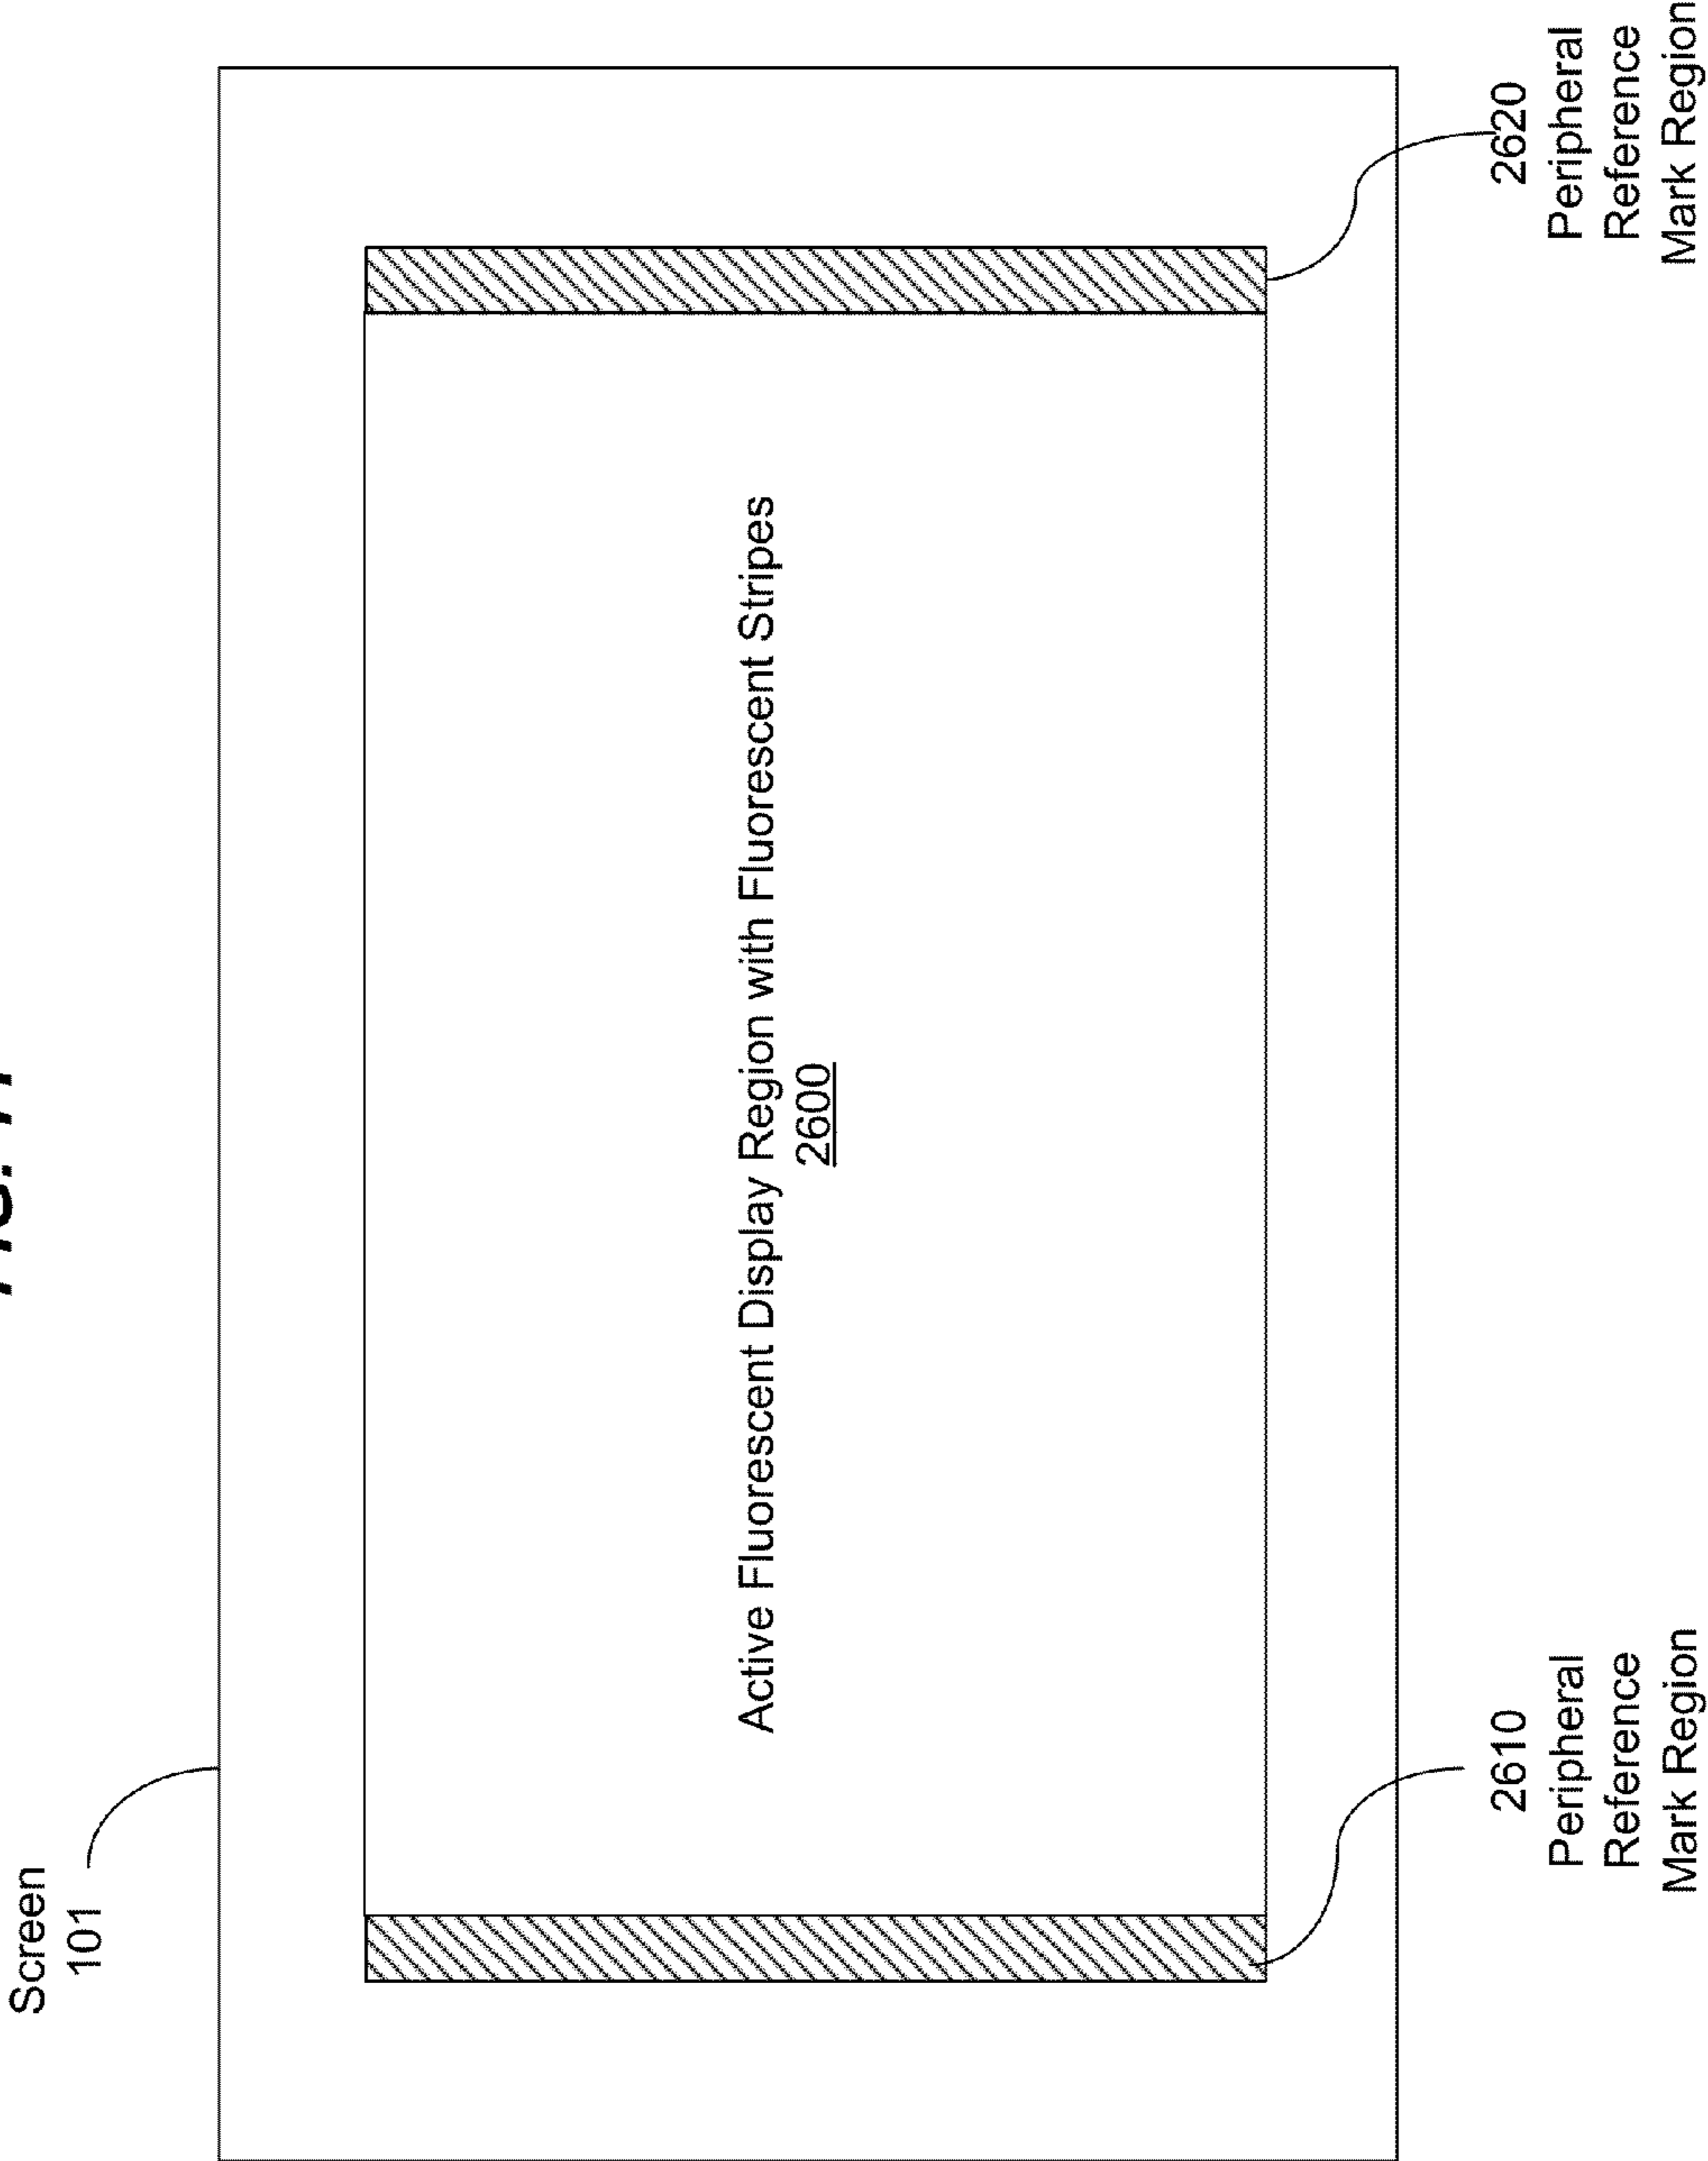 Screen
101
Active Fluorescent Display Region with Fluorescent Stripes
2600
2610
Peripheral
Reference
Mark Region
2620
Peripheral
Reference
Mark Region